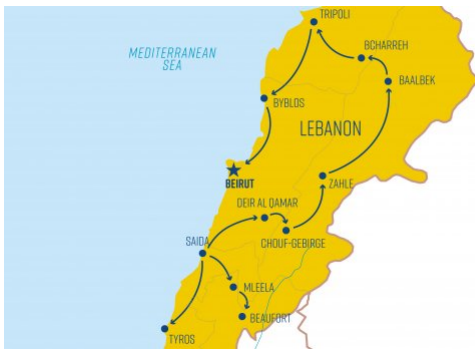 TRIPOLI
MEDITERRANEAN
SEA
BCHARREH
BAALBEK
BYBLOS
LEBANON
BEIRUT
ZAHLE
DEIR AL QAMAR
CHOUF-GEBIRGE
SAIDA
MLEELA
BEAUFORT
TYROS